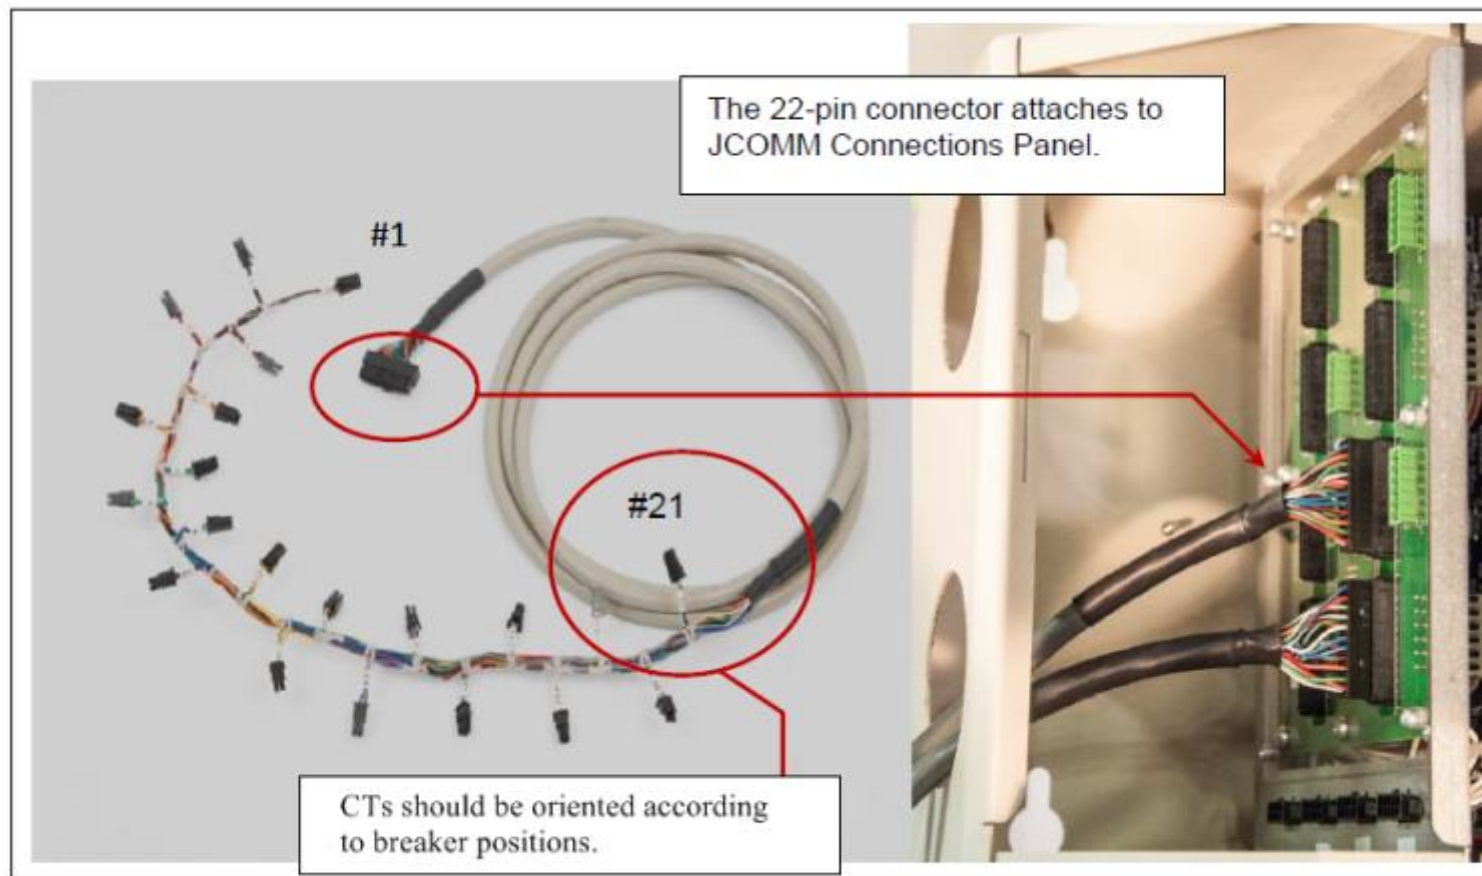 The 22-pin connector attaches to
JCOMM Connections Panel.
#1
#21
CTs should be oriented according
to breaker positions.